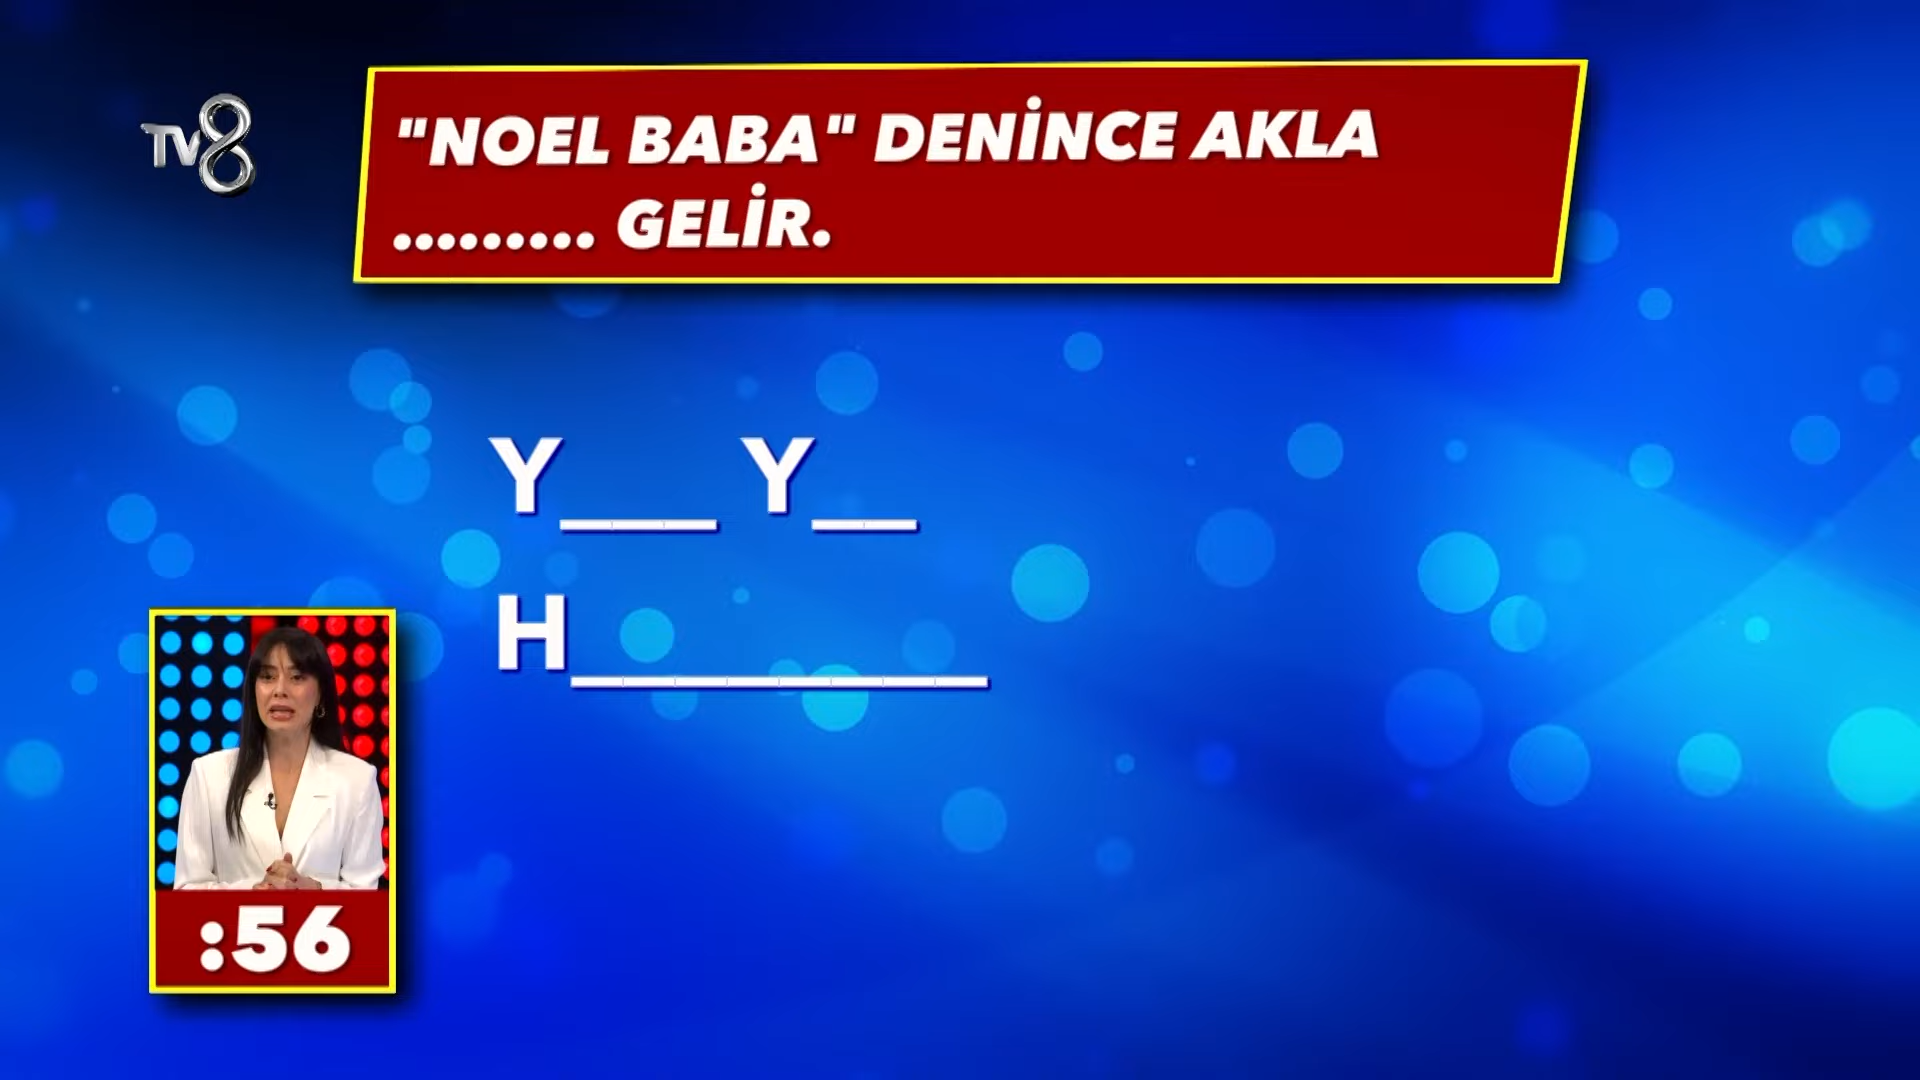 TV8
"NOEL BABA" DENİNCE AKLA
......... GELİR.
Y___ Y__
H________
:56